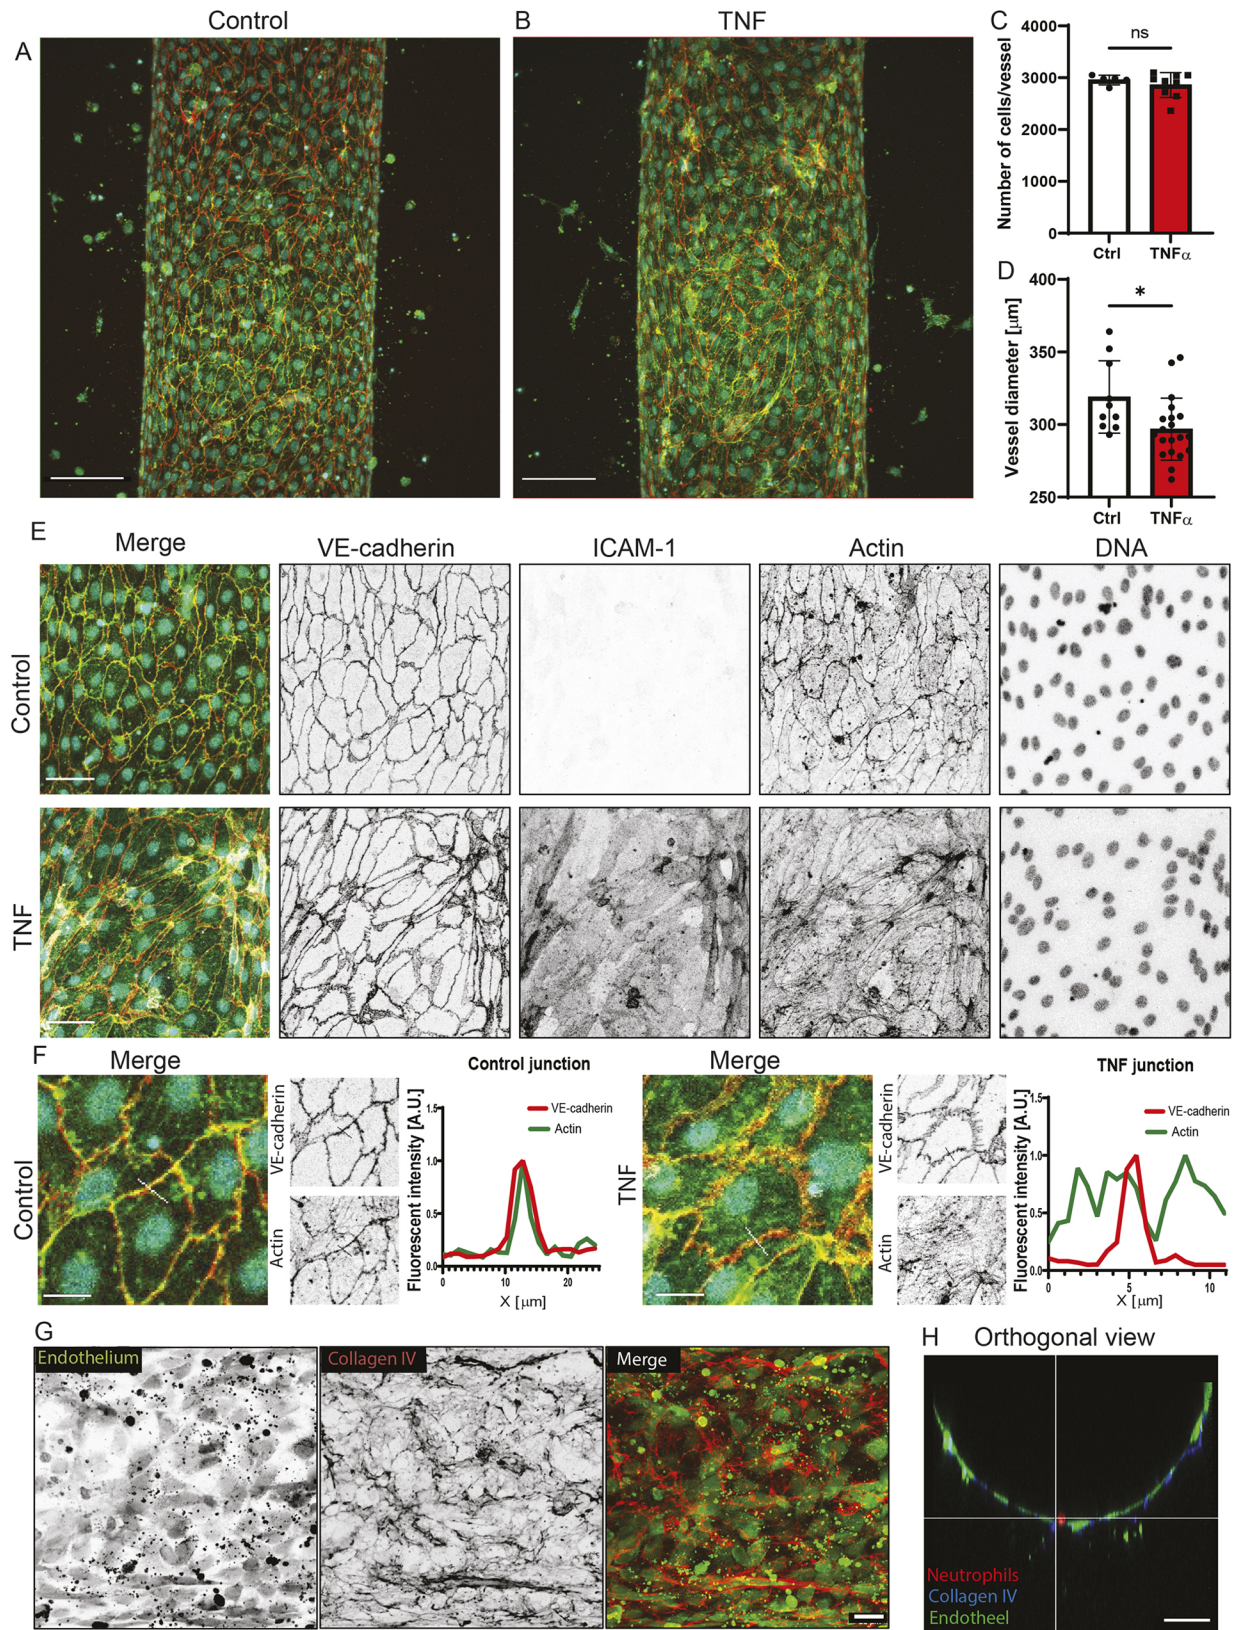 Control
TNF
A
B
C
4000
3000
2000
1000
0
Number of cells/vessel
ns
Ctrl
TNFα
D
400
350
300
250
Vessel diameter [μm]
*
Ctrl
TNFα
E
Merge
VE-cadherin
ICAM-1
Actin
DNA
Control
TNF
F
Merge
Control
VE-cadherin
Actin
Control junction
Fluorescent intensity [A.U.]
1.5
1.0
0.5
0.0
VE-cadherin
Actin
0
10
20
X [μm]
Merge
TNF
VE-cadherin
Actin
TNF junction
Fluorescent intensity [A.U.]
1.5
1.0
0.5
0.0
VE-cadherin
Actin
0
5
10
X [μm]
G
Endothelium
Collagen IV
Merge
H
Orthogonal view
Neutrophils
Collagen IV
Endotheel